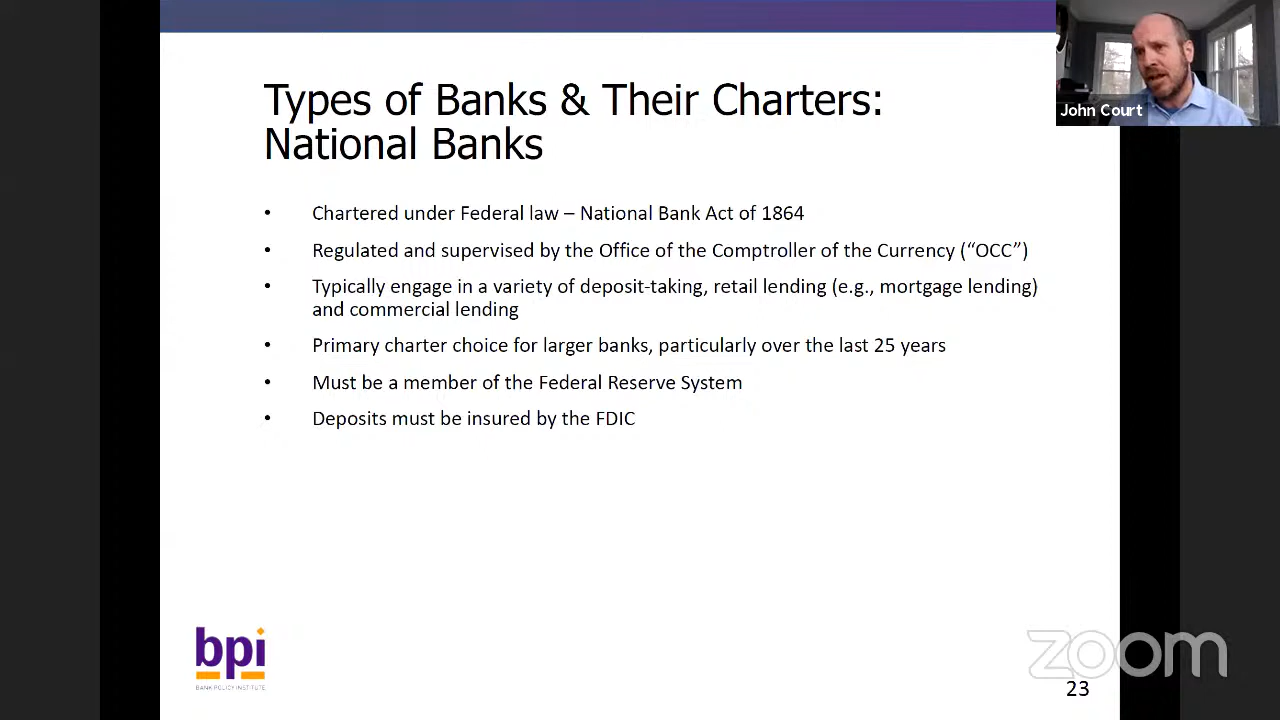 Types of Banks & Their Charters:
National Banks
John Court
• Chartered under Federal law – National Bank Act of 1864
• Regulated and supervised by the Office of the Comptroller of the Currency (“OCC”)
• Typically engage in a variety of deposit-taking, retail lending (e.g., mortgage lending)
and commercial lending
• Primary charter choice for larger banks, particularly over the last 25 years
• Must be a member of the Federal Reserve System
• Deposits must be insured by the FDIC
bpi
BANK POLICY INSTITUTE
zoom
23